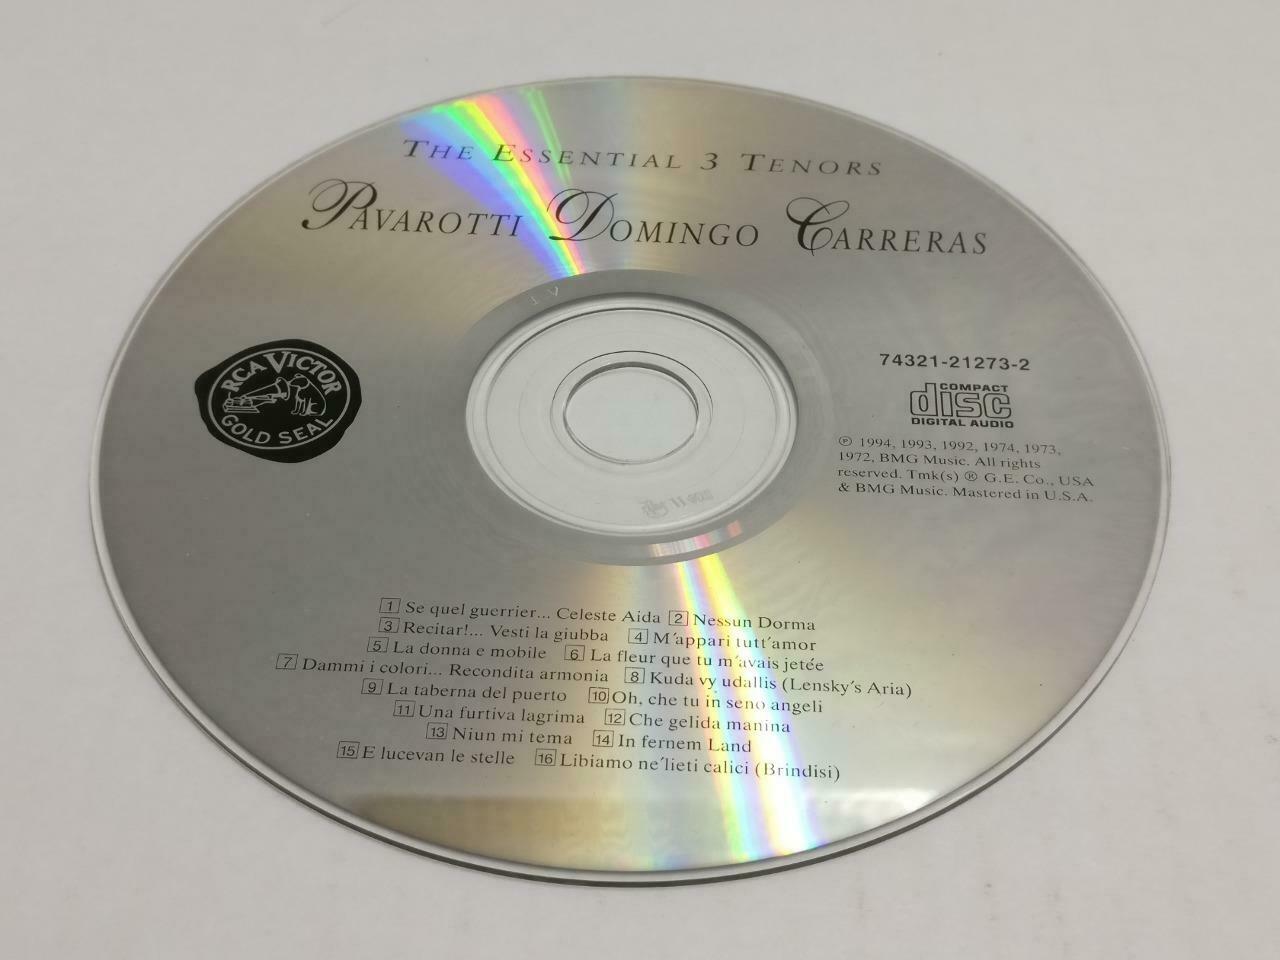 THE ESSENTIAL 3 TENORS
PAVAROTTI DOMINGO CARRERAS
RCA VICTOR
GOLD SEAL
74321-21273-2
COMPACT
disc
DIGITAL AUDIO
℗ 1994, 1993, 1992, 1974, 1973,
1972, BMG Music. All rights
reserved. Tmk(s) ® G.E. Co., USA
& BMG Music. Mastered in U.S.A.
1 Se quel guerrier... Celeste Aida 2 Nessun Dorma
3 Recitar!... Vesti la giubba 4 M'appari tutt'amor
5 La donna e mobile 6 La fleur que tu m'avais jetée
7 Dammi i colori... Recondita armonia 8 Kuda vy udallis (Lensky's Aria)
9 La taberna del puerto 10 Oh, che tu in seno angeli
11 Una furtiva lagrima 12 Che gelida manina
13 Niun mi tema 14 In fernem Land
15 E lucevan le stelle 16 Libiamo ne'lieti calici (Brindisi)